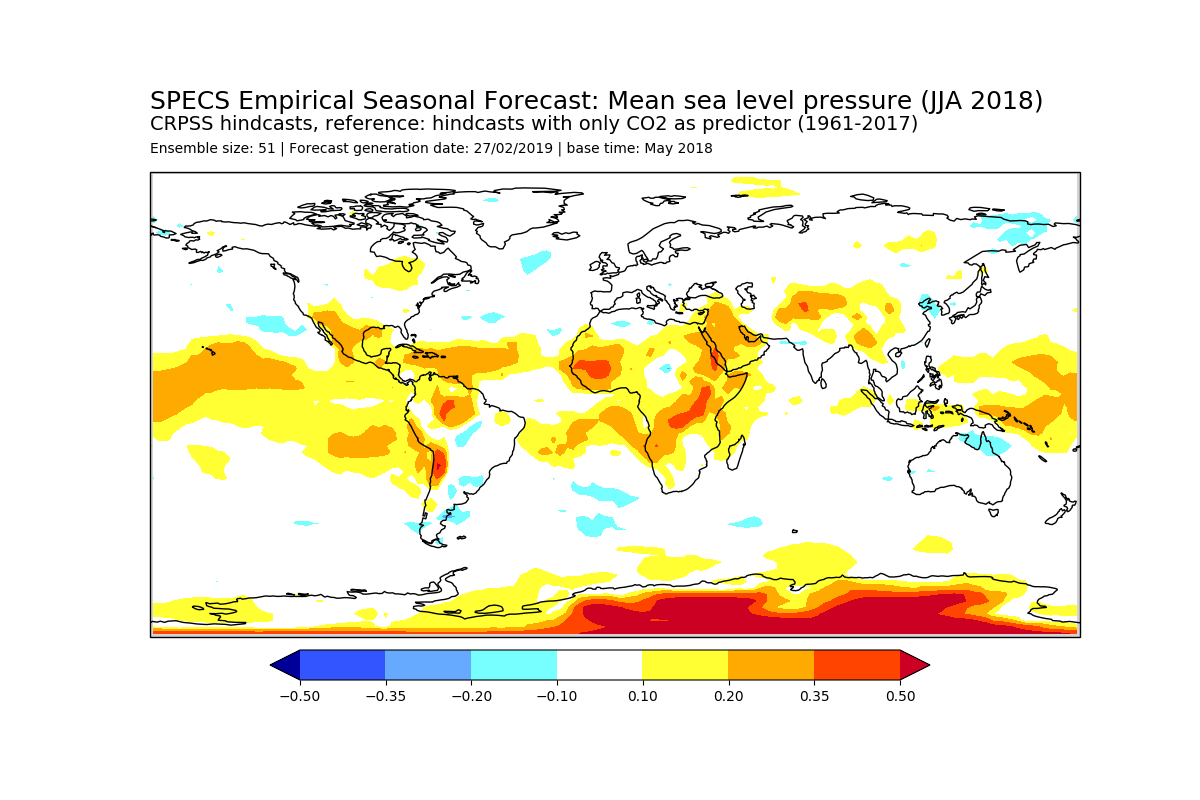 SPECS Empirical Seasonal Forecast: Mean sea level pressure (JJA 2018)
CRPSS hindcasts, reference: hindcasts with only CO2 as predictor (1961-2017)
Ensemble size: 51 | Forecast generation date: 27/02/2019 | base time: May 2018
−0.50 −0.35 −0.20 −0.10 0.10 0.20 0.35 0.50